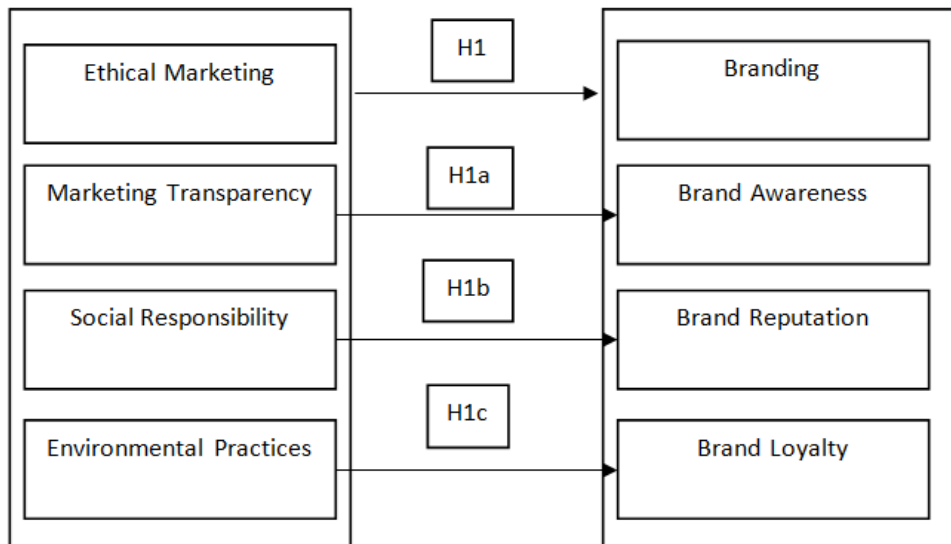 Ethical Marketing
H1
Branding
Marketing Transparency
H1a
Brand Awareness
Social Responsibility
H1b
Brand Reputation
Environmental Practices
H1c
Brand Loyalty